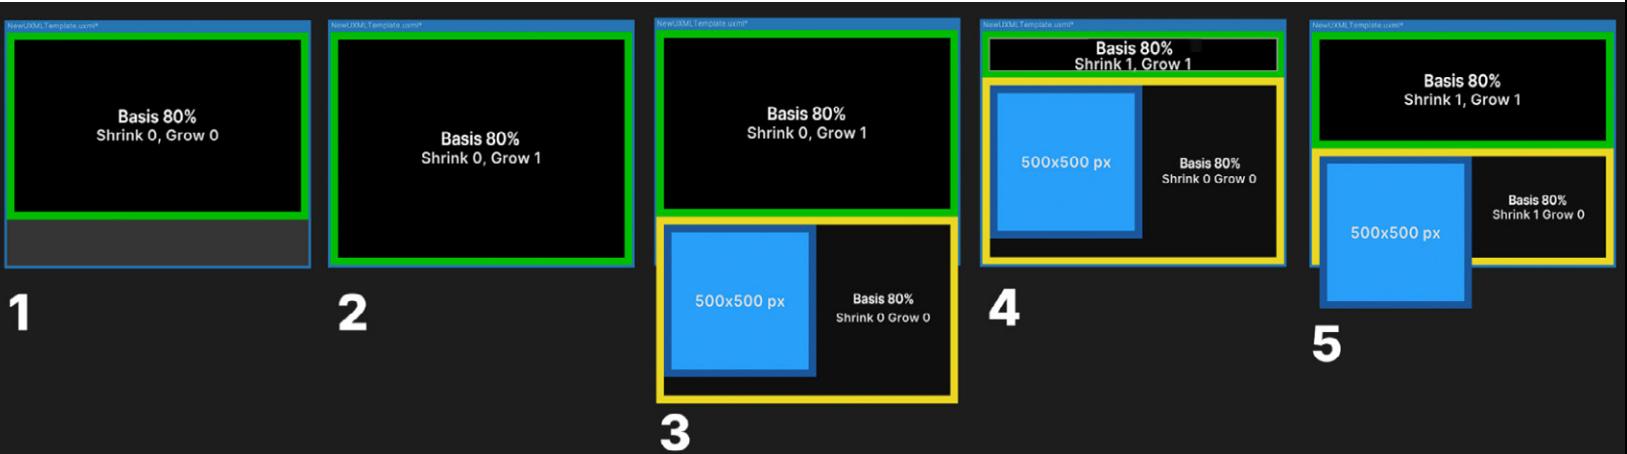 NewUXMLTemplate.uxml*
Basis 80%
Shrink 0, Grow 0
1
NewUXMLTemplate.uxml*
Basis 80%
Shrink 0, Grow 1
2
NewUXMLTemplate.uxml*
Basis 80%
Shrink 0, Grow 1
500x500 px
Basis 80%
Shrink 0 Grow 0
3
NewUXMLTemplate.uxml*
Basis 80%
Shrink 1, Grow 1
500x500 px
Basis 80%
Shrink 0 Grow 0
4
NewUXMLTemplate.uxml*
Basis 80%
Shrink 1, Grow 1
500x500 px
Basis 80%
Shrink 1 Grow 0
5